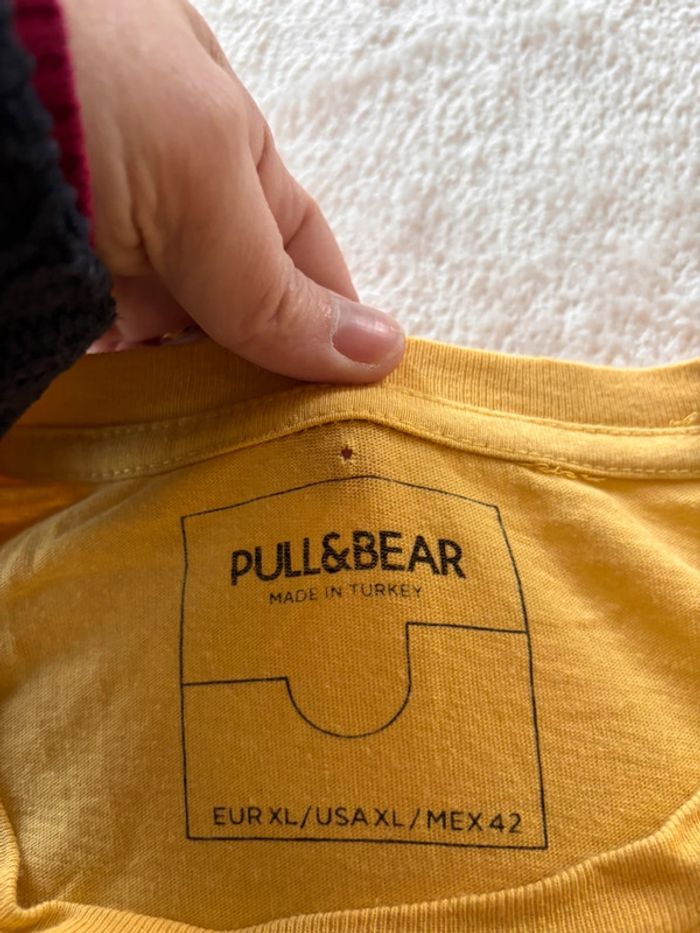 PULL&BEAR
MADE IN TURKEY
EUR XL/USA XL/MEX 42